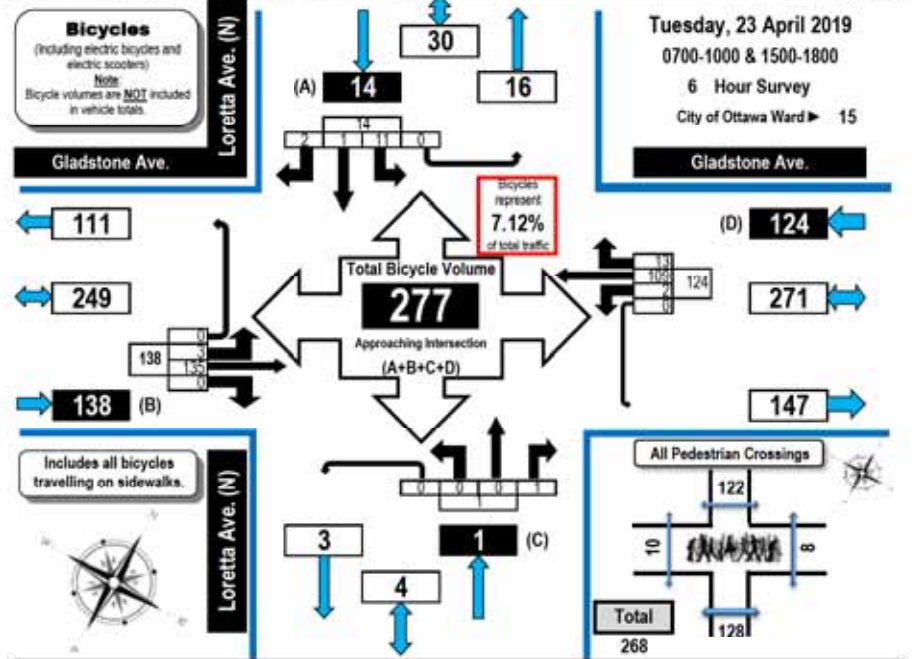 Bicycles
(Including electric bicycles and
electric scooters)
Note:
Bicycle volumes are NOT included
in vehicle totals.
Loretta Ave. (N)
Gladstone Ave.
30
(A)
14
16
14
2 1 11 0
Tuesday, 23 April 2019
0700-1000 & 1500-1800
6 Hour Survey
City of Ottawa Ward ► 15
Gladstone Ave.
111
249
138
0
3
135
0
138
(B)
Bicycles
represent
7.12%
of total traffic
Total Bicycle Volume
277
Approaching Intersection
(A+B+C+D)
(D)
124
13
109
2
0
124
271
147
Includes all bicycles
travelling on sidewalks.
Loretta Ave. (N)
0 0 0 1
1
3
1
(C)
4
All Pedestrian Crossings
122
10
8
128
Total
268